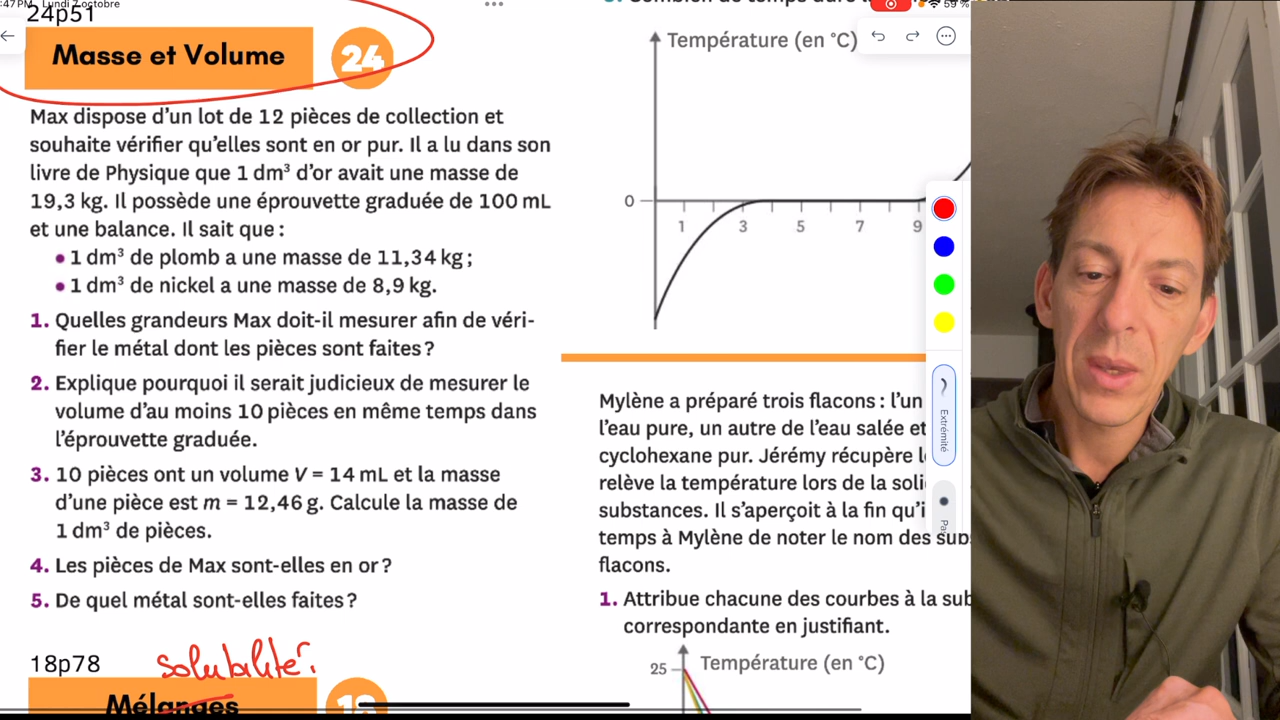 :47 PM Lundi 7 octobre
59 %
24p51
Masse et Volume 24
Max dispose d'un lot de 12 pièces de collection et
souhaite vérifier qu'elles sont en or pur. Il a lu dans son
livre de Physique que 1 dm³ d'or avait une masse de
19,3 kg. Il possède une éprouvette graduée de 100 mL
et une balance. Il sait que :
• 1 dm³ de plomb a une masse de 11,34 kg ;
• 1 dm³ de nickel a une masse de 8,9 kg.
1. Quelles grandeurs Max doit-il mesurer afin de véri-
fier le métal dont les pièces sont faites ?
2. Explique pourquoi il serait judicieux de mesurer le
volume d'au moins 10 pièces en même temps dans
l'éprouvette graduée.
3. 10 pièces ont un volume V = 14 mL et la masse
d'une pièce est m = 12,46 g. Calcule la masse de
1 dm³ de pièces.
4. Les pièces de Max sont-elles en or ?
5. De quel métal sont-elles faites ?
18p78 solubilité.
Mélanges
Température (en °C)
0
1 3 5 7 9
Mylène a préparé trois flacons : l'un
l'eau pure, un autre de l'eau salée et
cyclohexane pur. Jérémy récupère
relève la température lors de la
substances. Il s'aperçoit à la fin
temps à Mylène de noter le nom des
flacons.
1. Attribue chacune des courbes à la
correspondante en justifiant.
25 Température (en °C)
Extrémité